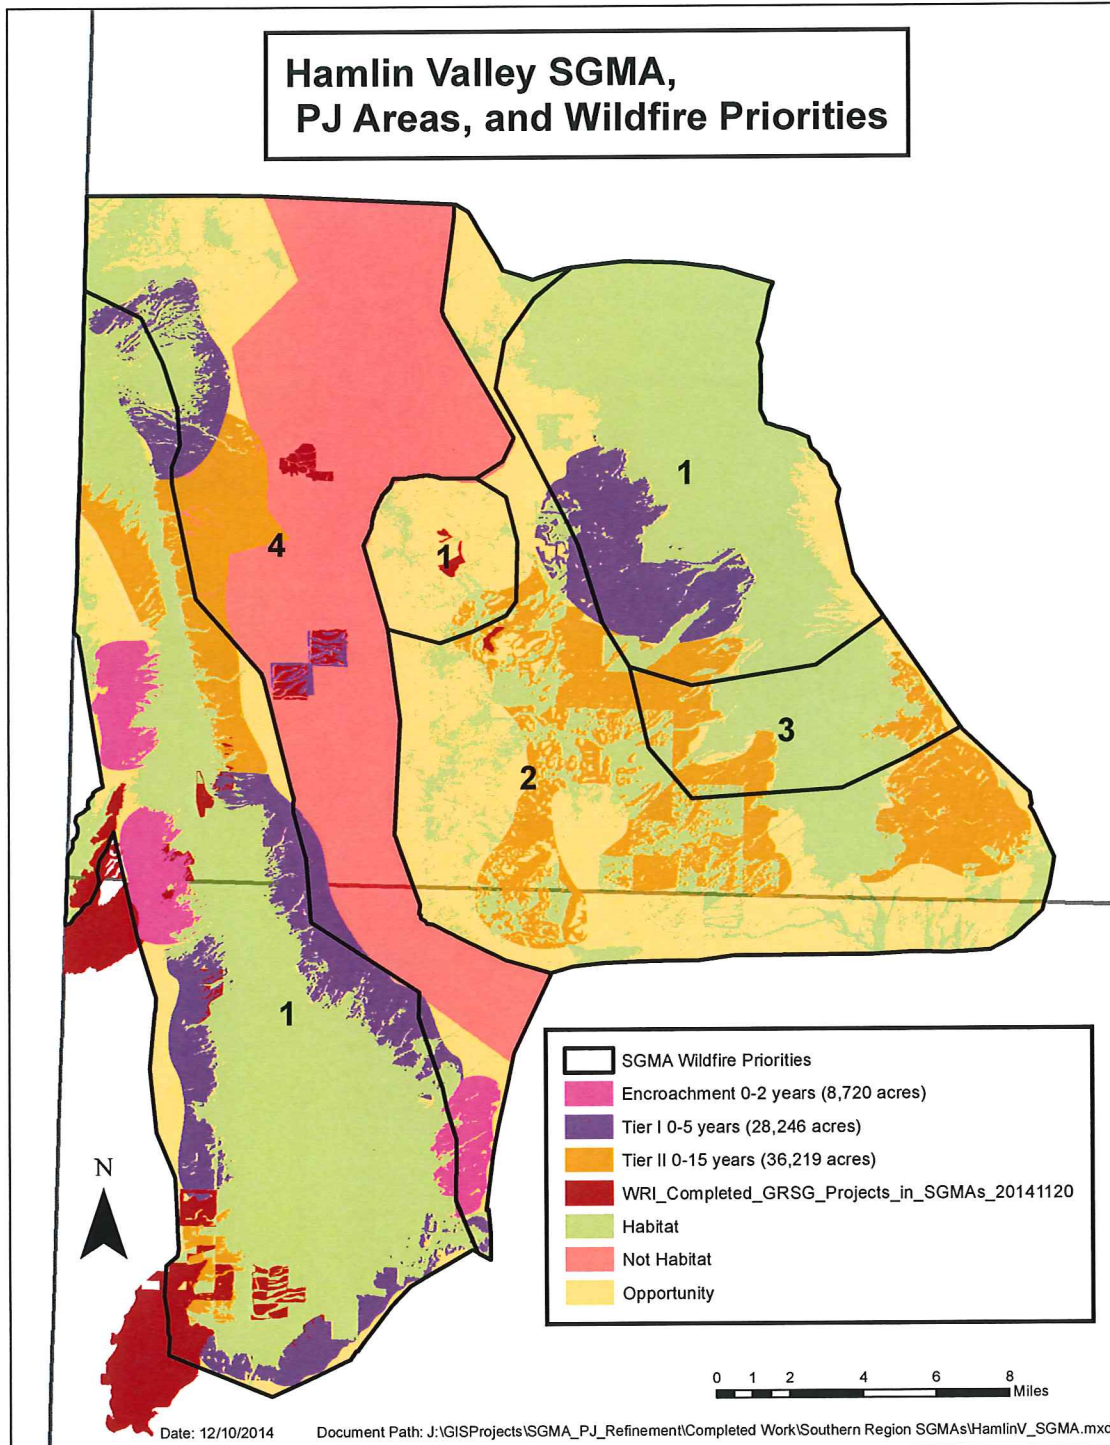 Hamlin Valley SGMA,
PJ Areas, and Wildfire Priorities
1
4
1
3
2
1
SGMA Wildfire Priorities
Encroachment 0-2 years (8,720 acres)
Tier I 0-5 years (28,246 acres)
Tier II 0-15 years (36,219 acres)
WRI_Completed_GRSG_Projects_in_SGMAs_20141120
Habitat
Not Habitat
Opportunity
N
0 1 2 4 6 8
Miles
Date: 12/10/2014 Document Path: J:\GISProjects\SGMA_PJ_Refinement\Completed Work\Southern Region SGMAs\HamlinV_SGMA.mxd